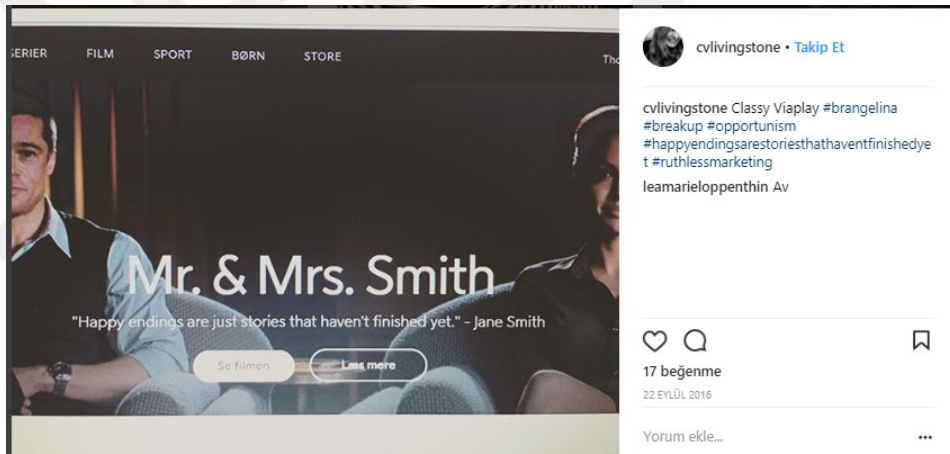 SERIER FILM SPORT BØRN STORE
Mr. & Mrs. Smith
"Happy endings are just stories that haven't finished yet." - Jane Smith
Se filmen Læs mere
cvlivingstone • Takip Et
cvlivingstone Classy Viaplay #brangelina
#breakup #opportunism
#happyendingsarestoriesthathaventfinishedye
t #ruthlessmarketing
leamarieloppenthin Av
17 beğenme
22 EYLÜL 2016
Yorum ekle...